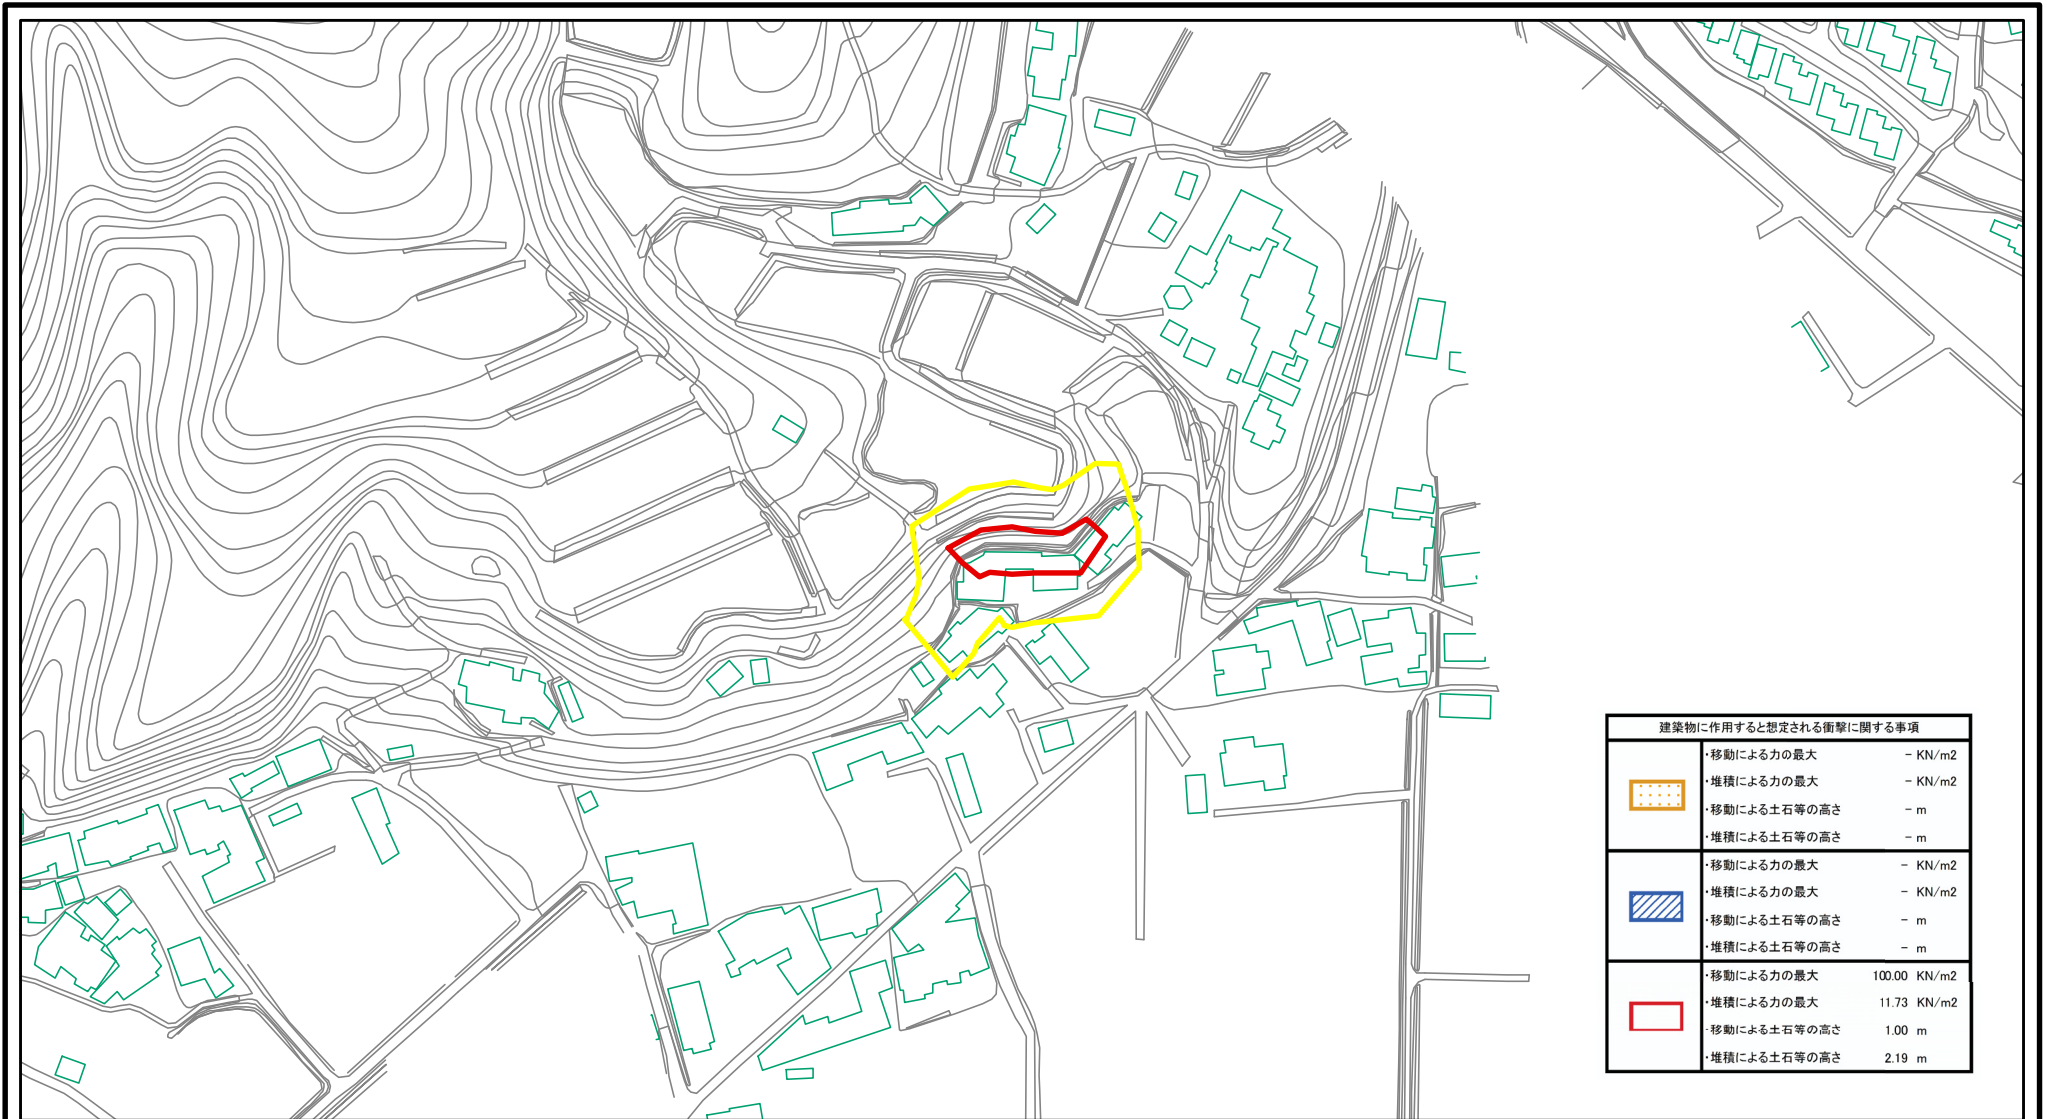 建築物に作用すると想定される衝撃に関する事項
・移動による力の最大 - KN/m2
・堆積による力の最大 - KN/m2
・移動による土石等の高さ - m
・堆積による土石等の高さ - m
・移動による力の最大 - KN/m2
・堆積による力の最大 - KN/m2
・移動による土石等の高さ - m
・堆積による土石等の高さ - m
・移動による力の最大 100.00 KN/m2
・堆積による力の最大 11.73 KN/m2
・移動による土石等の高さ 1.00 m
・堆積による土石等の高さ 2.19 m